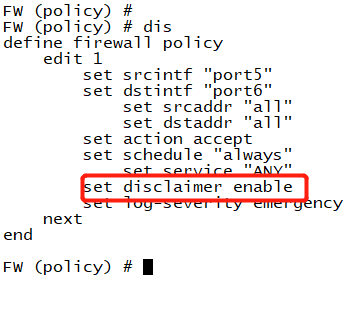 FW (policy) #
FW (policy) # dis
define firewall policy
edit 1
set srcintf "port5"
set dstintf "port6"
set srcaddr "all"
set dstaddr "all"
set action accept
set schedule "always"
set service "ANY"
set disclaimer enable
set log-severity emergency
next
end
FW (policy) #